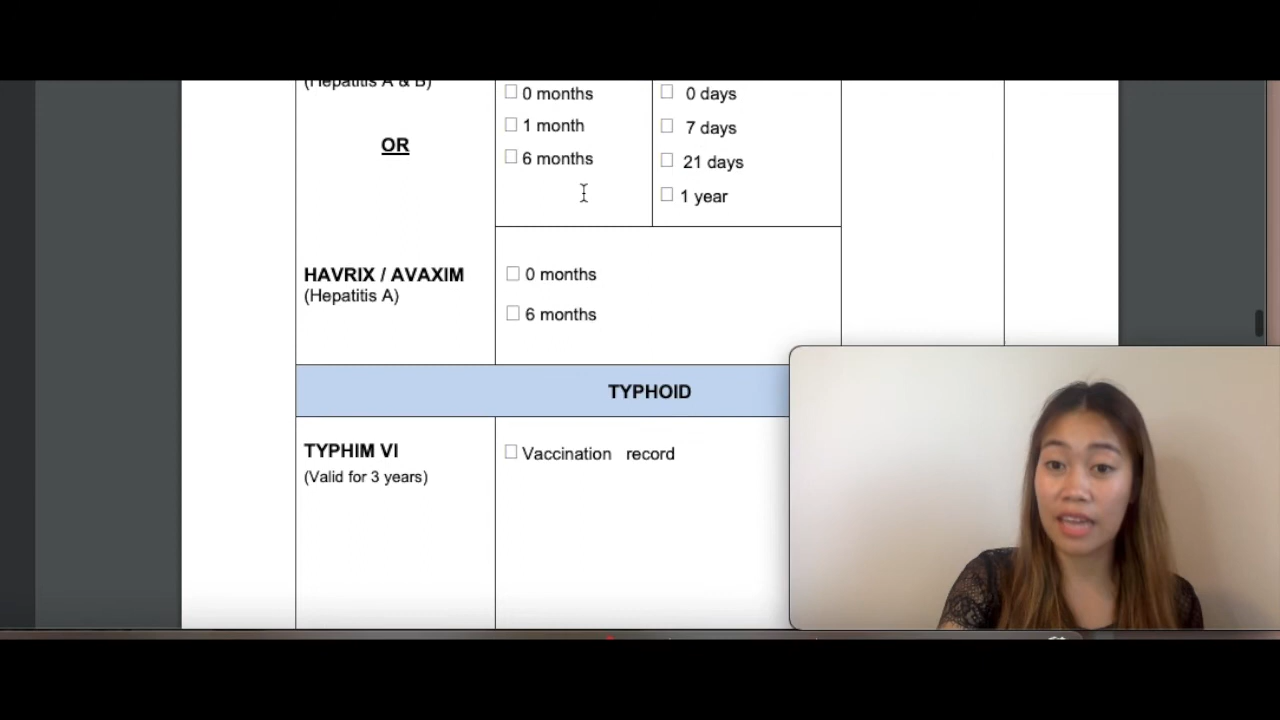 (Hepatitis A & B)
☐ 0 months
☐ 0 days
☐ 1 month
☐ 7 days
OR
☐ 6 months
☐ 21 days
☐ 1 year
HAVRIX / AVAXIM
(Hepatitis A)
☐ 0 months
☐ 6 months
TYPHOID
TYPHIM VI
(Valid for 3 years)
☐ Vaccination record